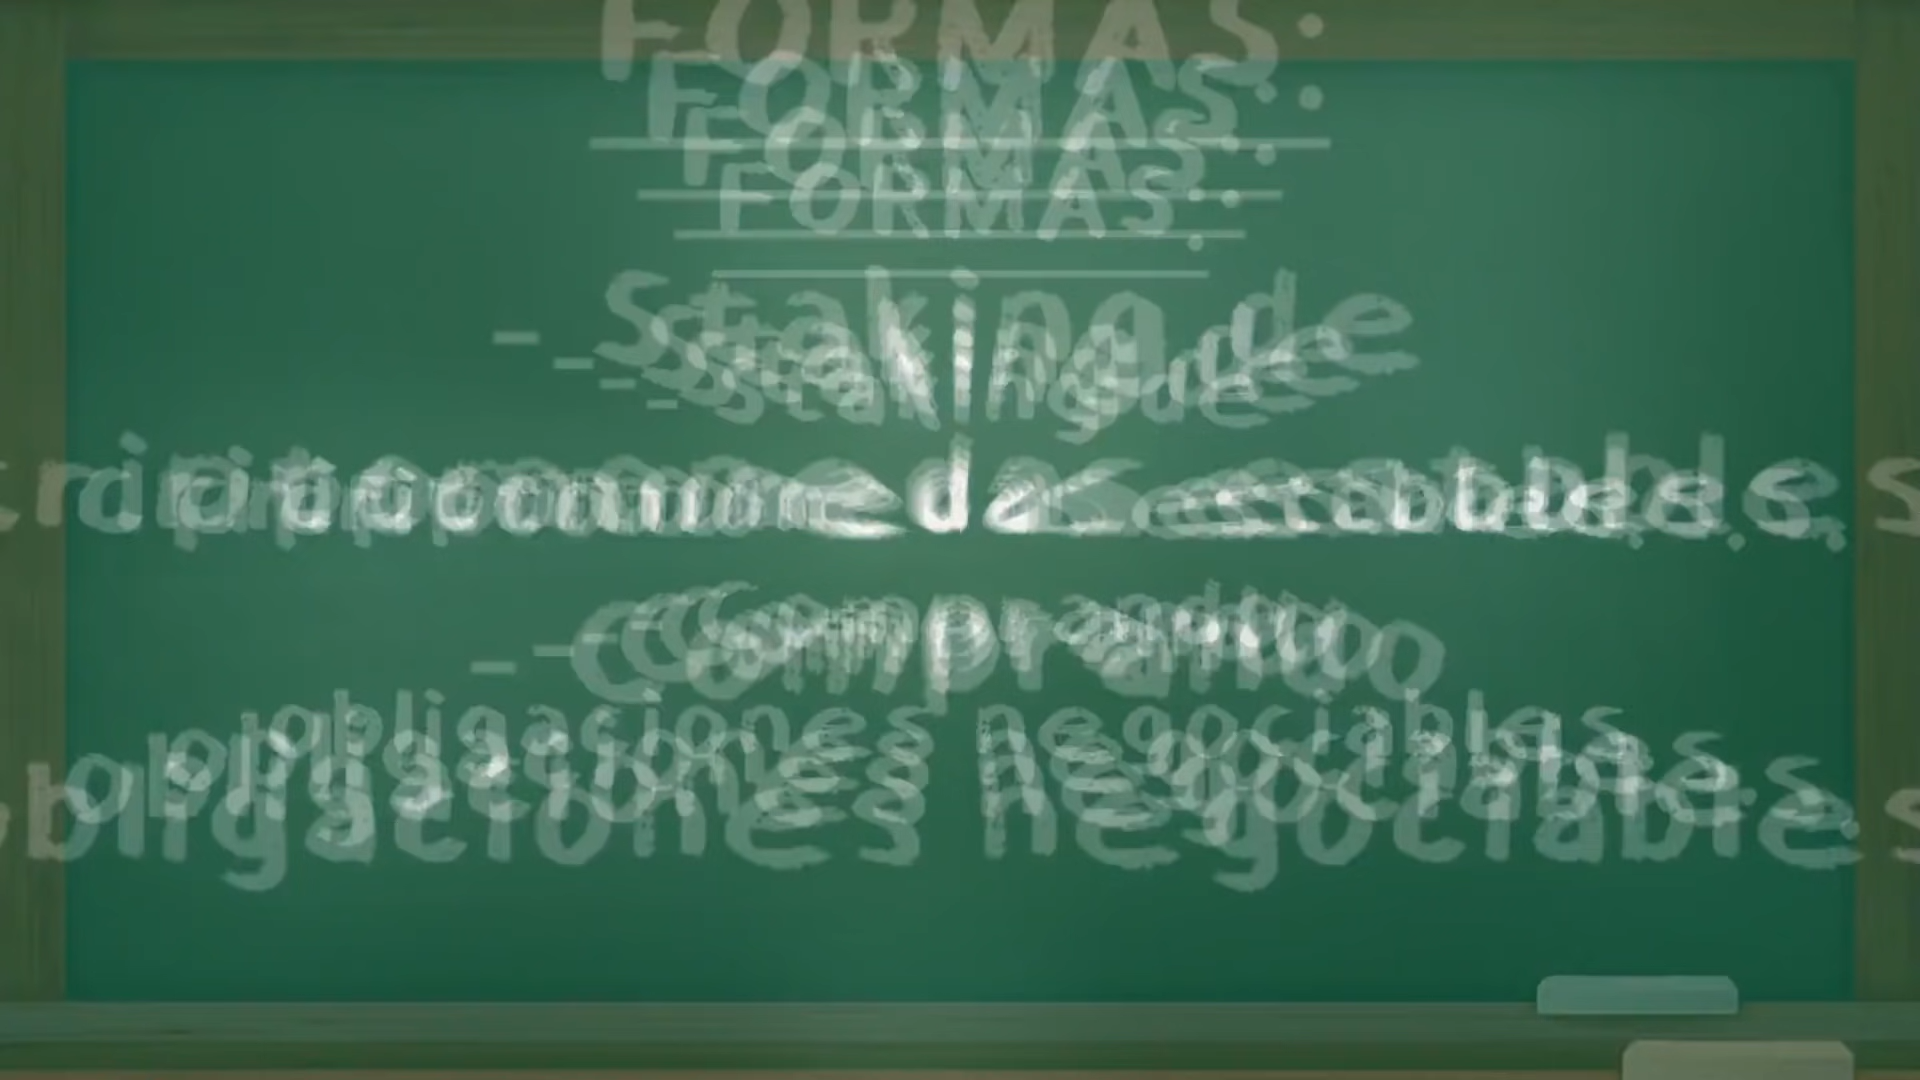 FORMAS:
- Staking de
criptomonedas estables.
- Comprando
obligaciones negociables.